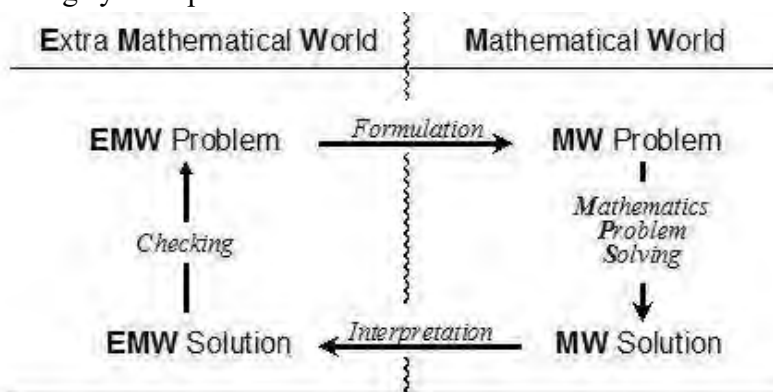 Extra Mathematical World Mathematical World
EMW Problem Formulation MW Problem
Checking
Mathematics
Problem
Solving
EMW Solution Interpretation MW Solution